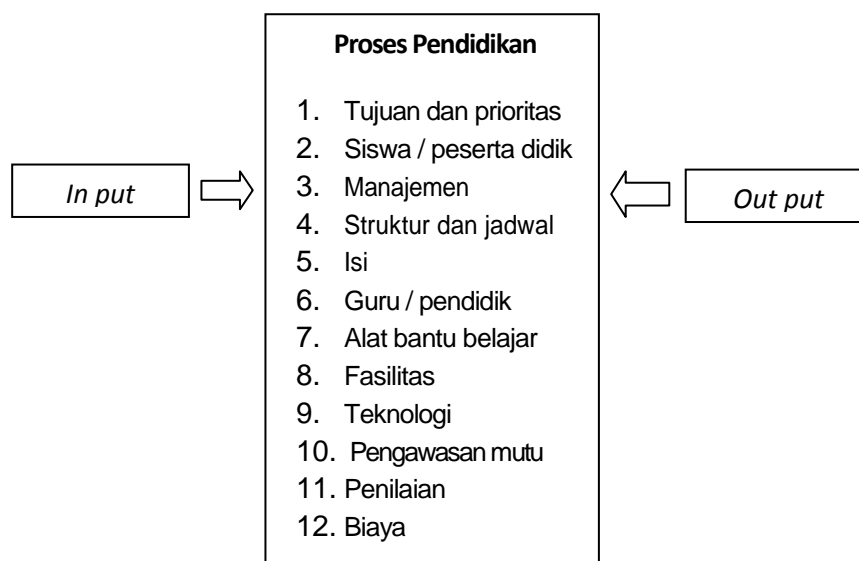 Proses Pendidikan
1. Tujuan dan prioritas
2. Siswa / peserta didik
3. Manajemen
4. Struktur dan jadwal
5. Isi
6. Guru / pendidik
7. Alat bantu belajar
8. Fasilitas
9. Teknologi
10. Pengawasan mutu
11. Penilaian
12. Biaya
In put
Out put